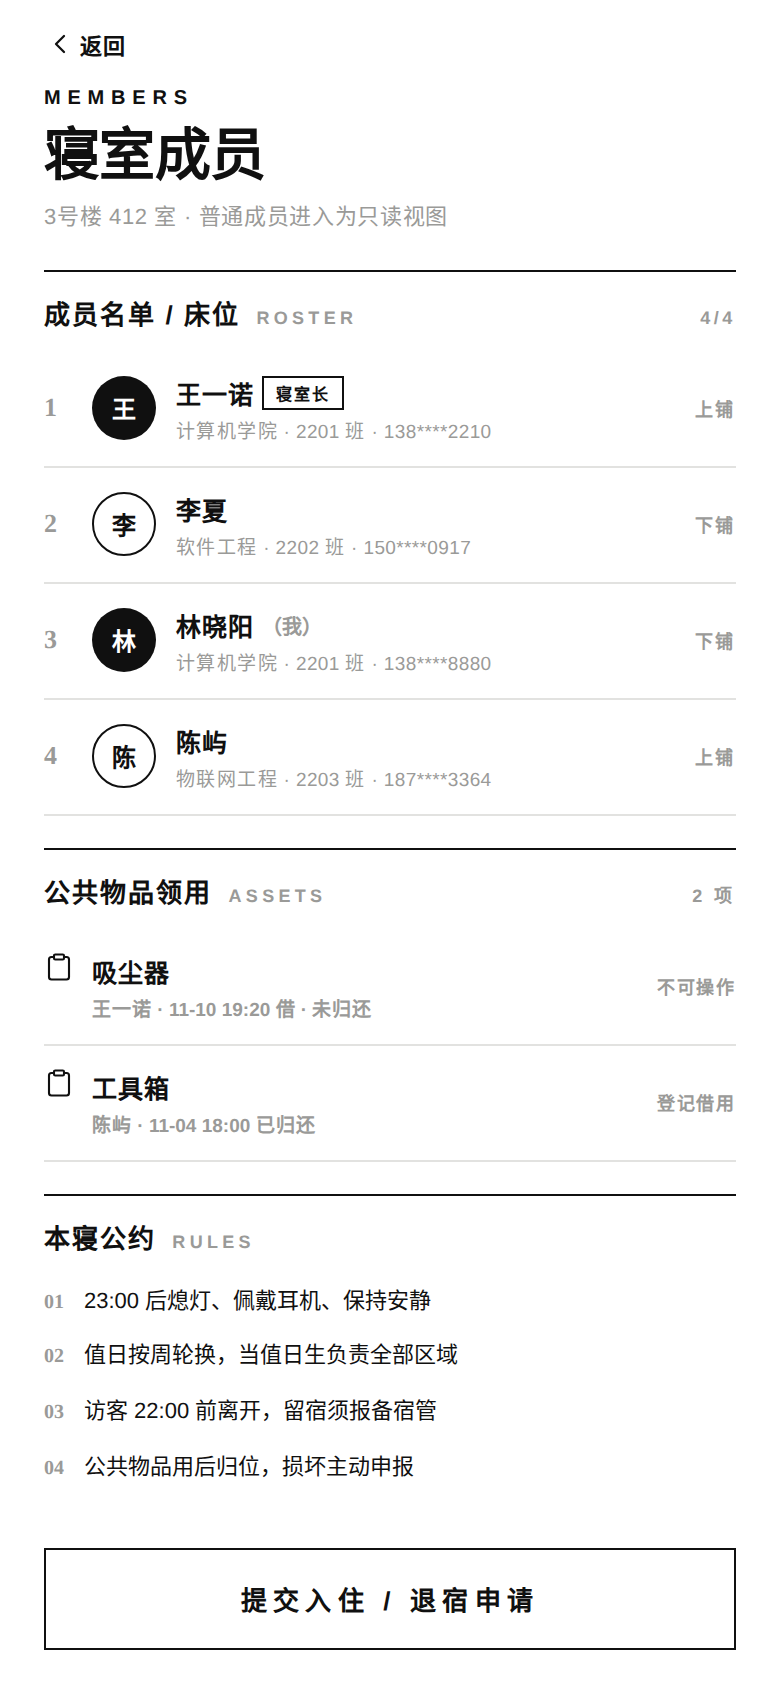 返回
MEMBERS
寝室成员
3号楼 412 室 · 普通成员进入为只读视图
成员名单 / 床位 ROSTER 4/4
1 王 王一诺 寝室长 上铺
计算机学院 · 2201 班 · 138****2210
2 李 李夏 下铺
软件工程 · 2202 班 · 150****0917
3 林 林晓阳 （我） 下铺
计算机学院 · 2201 班 · 138****8880
4 陈 陈屿 上铺
物联网工程 · 2203 班 · 187****3364
公共物品领用 ASSETS 2 项
吸尘器 不可操作
王一诺 · 11-10 19:20 借 · 未归还
工具箱 登记借用
陈屿 · 11-04 18:00 已归还
本寝公约 RULES
01 23:00 后熄灯、佩戴耳机、保持安静
02 值日按周轮换，当值日生负责全部区域
03 访客 22:00 前离开，留宿须报备宿管
04 公共物品用后归位，损坏主动申报
提交入住 / 退宿申请